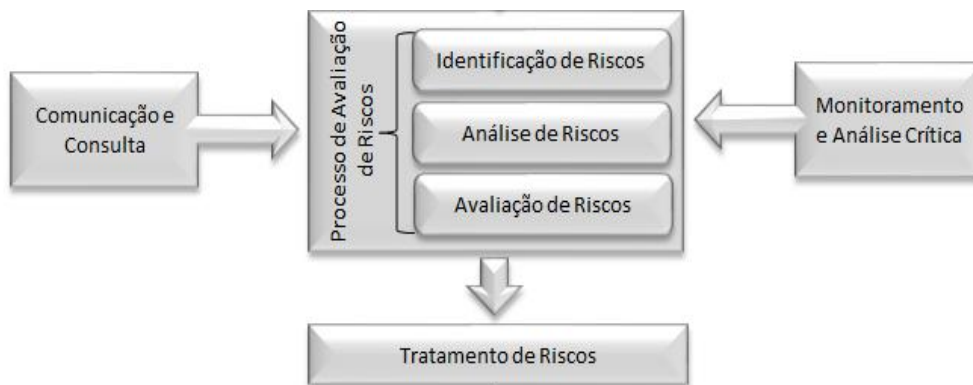 Comunicação e
Consulta
Processo de Avaliação
de Riscos
Identificação de Riscos
Análise de Riscos
Avaliação de Riscos
Monitoramento
e Análise Crítica
Tratamento de Riscos